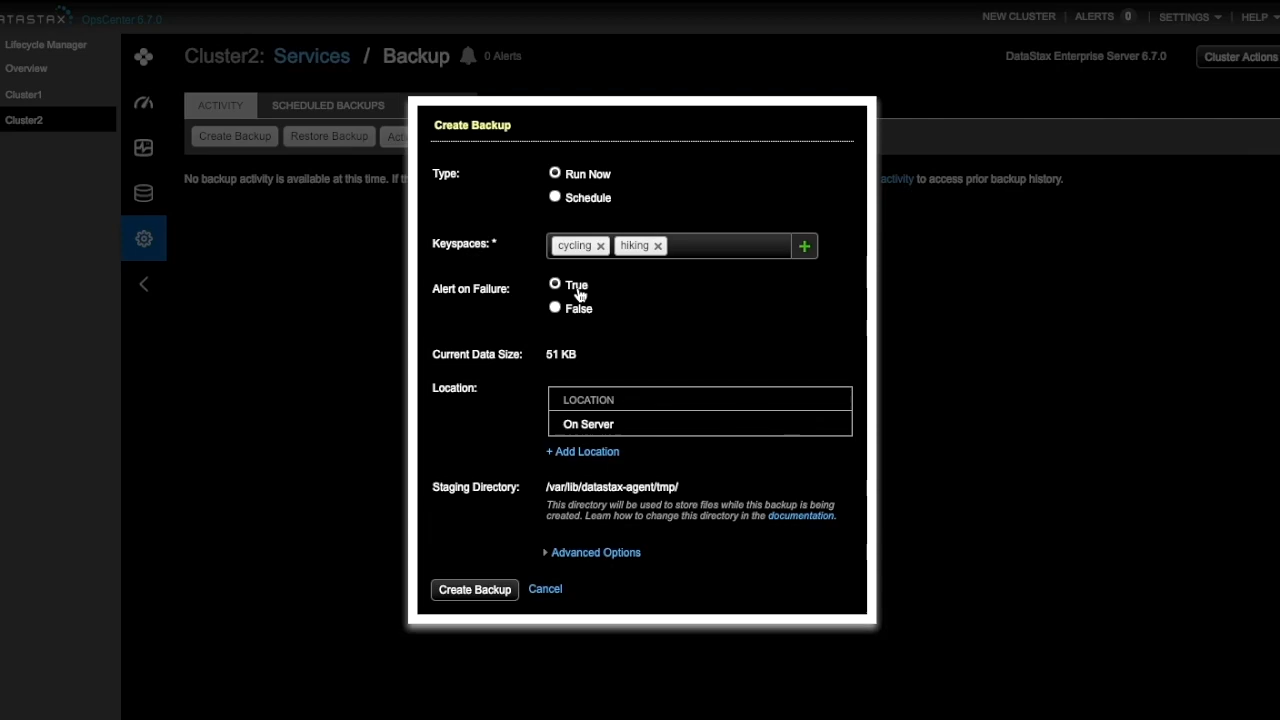 DATASTAX OpsCenter 6.7.0
NEW CLUSTER ALERTS 0 SETTINGS HELP
Lifecycle Manager
Overview
Cluster1
Cluster2
Cluster2: Services / Backup 0 Alerts
DataStax Enterprise Server 6.7.0
Cluster Actions
ACTIVITY SCHEDULED BACKUPS
Create Backup Restore Backup Act
No backup activity is available at this time. If t
activity to access prior backup history.
Create Backup
Type: Run Now
Schedule
Keyspaces: * cycling × hiking × +
Alert on Failure: True
False
Current Data Size: 51 KB
Location: LOCATION
On Server
+ Add Location
Staging Directory: /var/lib/datastax-agent/tmp/
This directory will be used to store files while this backup is being
created. Learn how to change this directory in the documentation.
Advanced Options
Create Backup Cancel